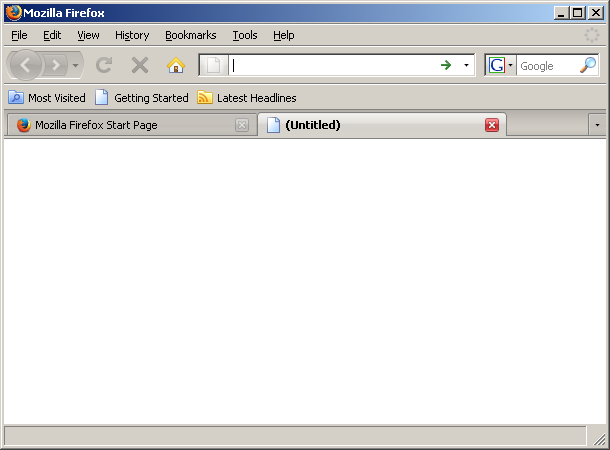 Mozilla Firefox
File Edit View History Bookmarks Tools Help
G Google
Most Visited Getting Started Latest Headlines
Mozilla Firefox Start Page (Untitled)